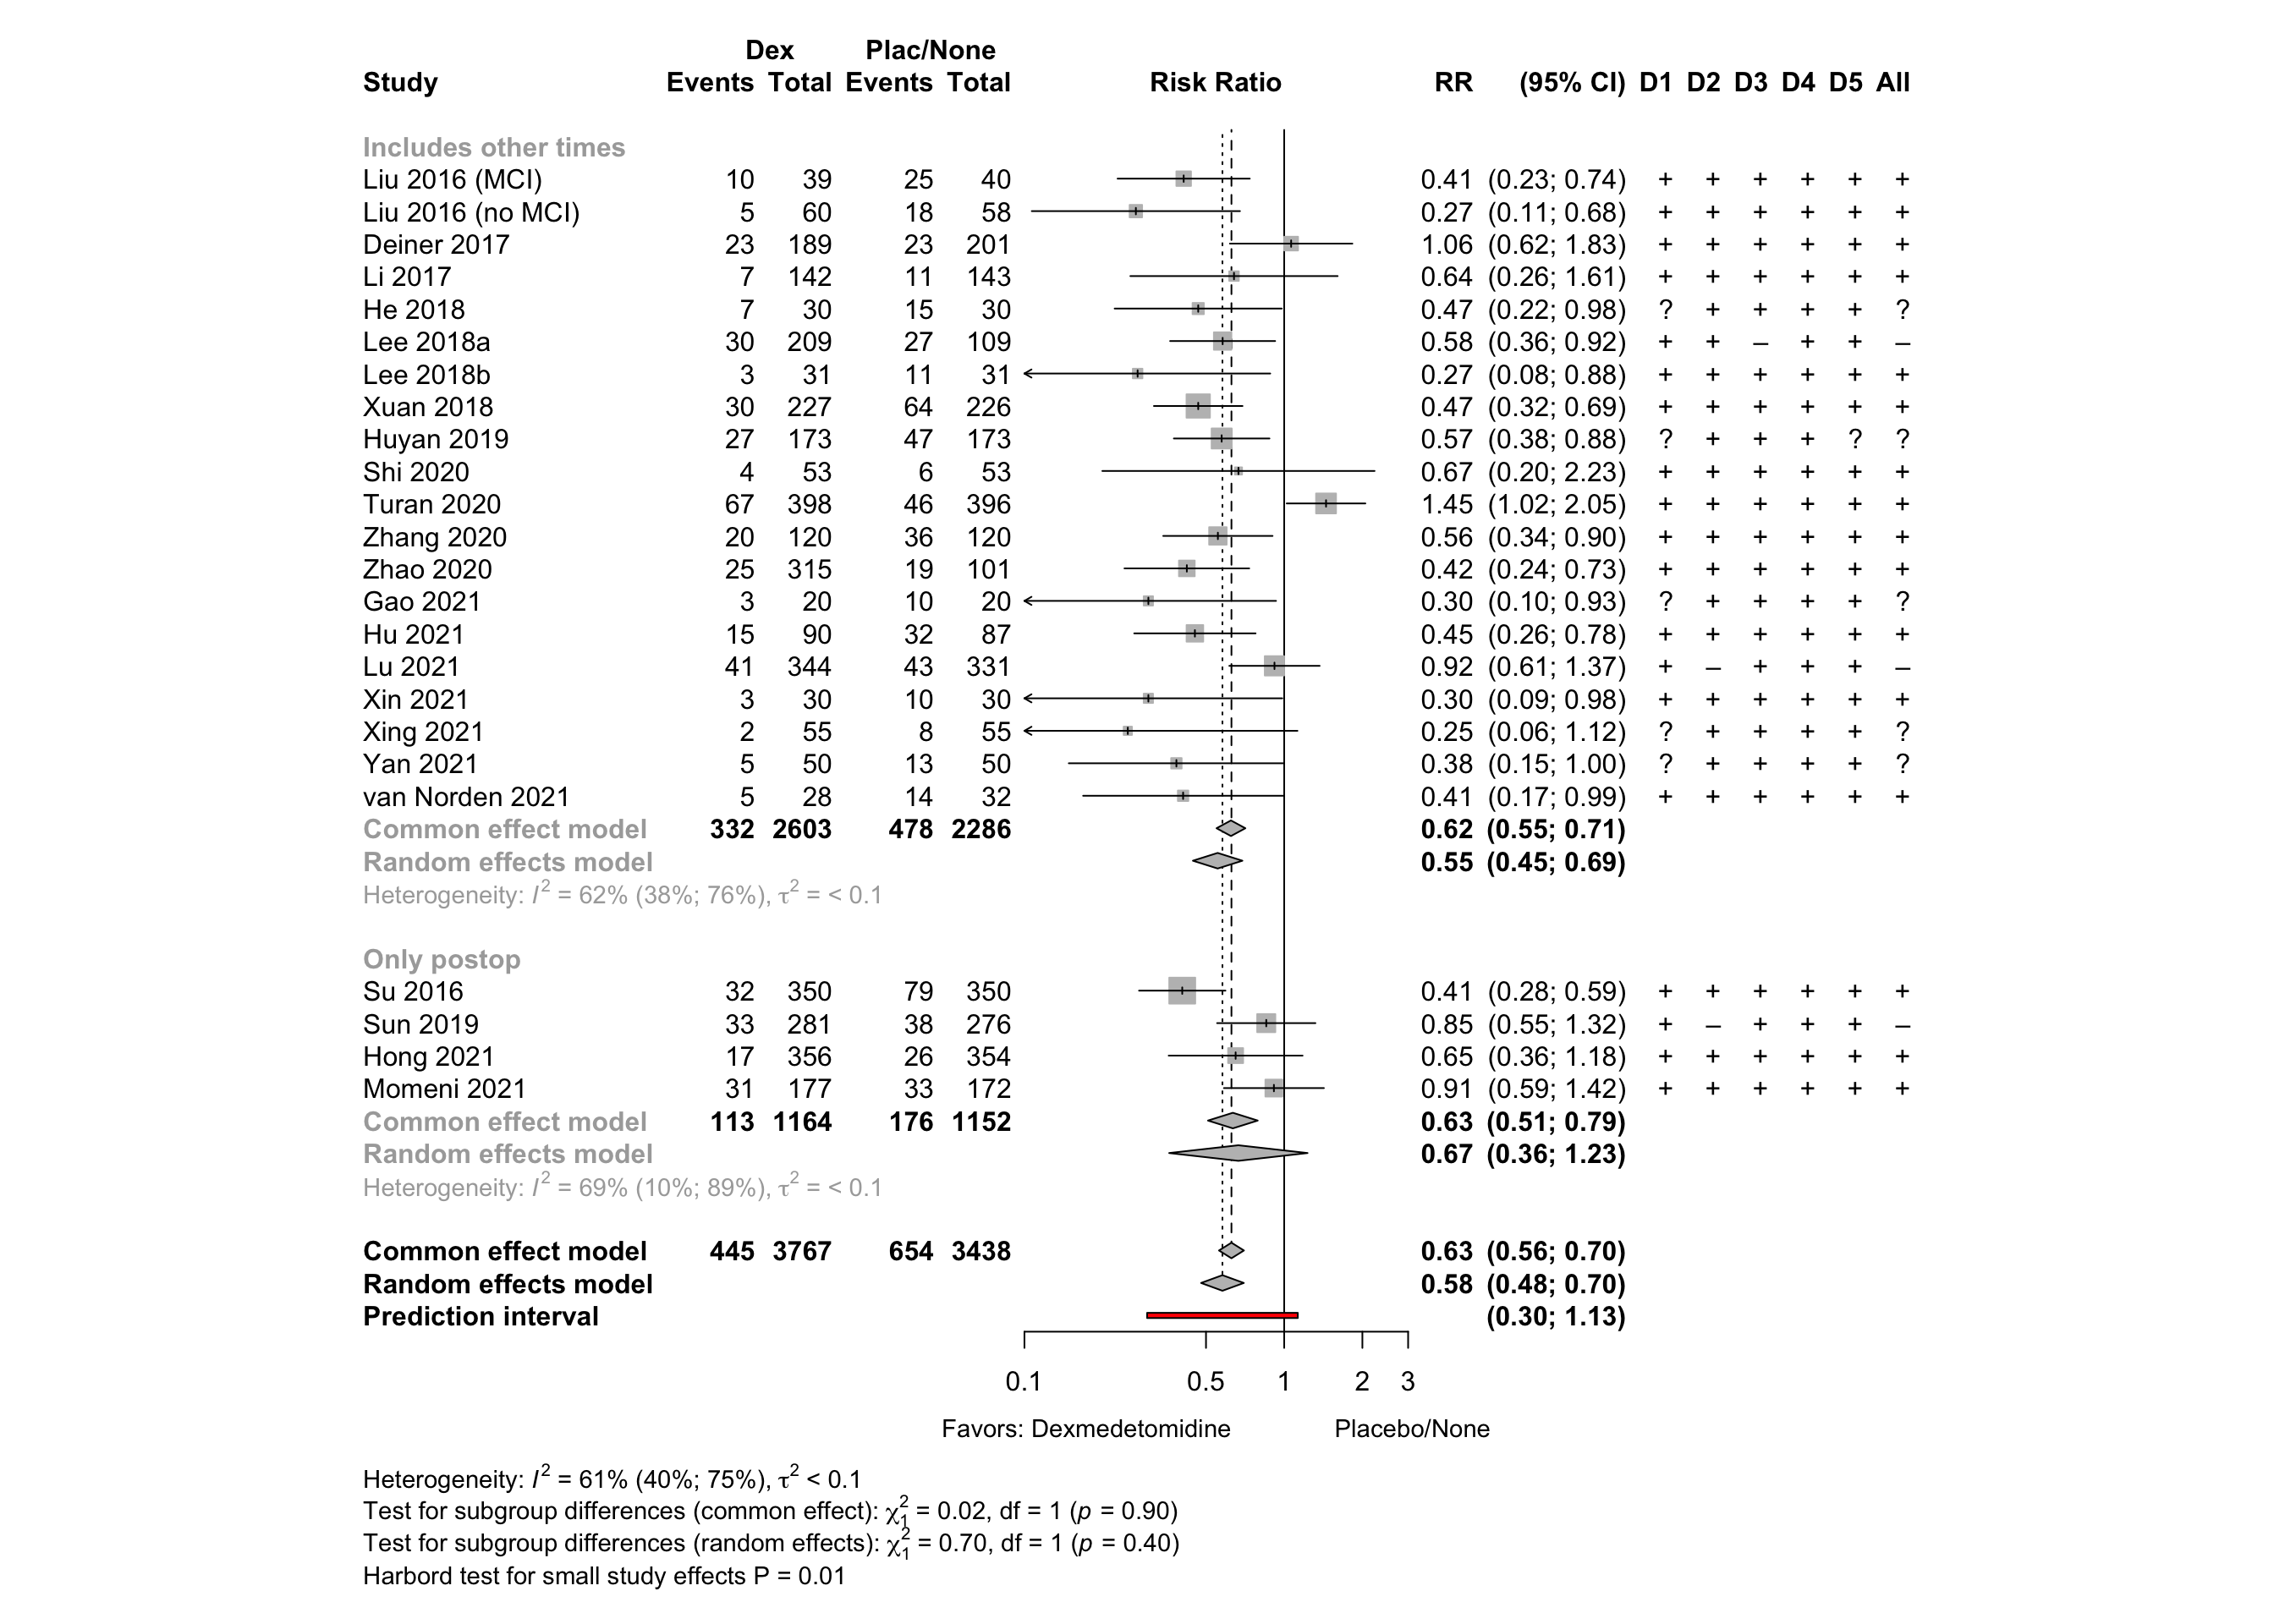 Dex Plac/None
Study Events Total Events Total Risk Ratio RR (95% CI) D1 D2 D3 D4 D5 All
Includes other times
Liu 2016 (MCI) 10 39 25 40 0.41 (0.23; 0.74) + + + + + +
Liu 2016 (no MCI) 5 60 18 58 0.27 (0.11; 0.68) + + + + + +
Deiner 2017 23 189 23 201 1.06 (0.62; 1.83) + + + + + +
Li 2017 7 142 11 143 0.64 (0.26; 1.61) + + + + + +
He 2018 7 30 15 30 0.47 (0.22; 0.98) ? + + + + ?
Lee 2018a 30 209 27 109 0.58 (0.36; 0.92) + + – + + –
Lee 2018b 3 31 11 31 0.27 (0.08; 0.88) + + + + + +
Xuan 2018 30 227 64 226 0.47 (0.32; 0.69) + + + + + +
Huyan 2019 27 173 47 173 0.57 (0.38; 0.88) ? + + + ? ?
Shi 2020 4 53 6 53 0.67 (0.20; 2.23) + + + + + +
Turan 2020 67 398 46 396 1.45 (1.02; 2.05) + + + + + +
Zhang 2020 20 120 36 120 0.56 (0.34; 0.90) + + + + + +
Zhao 2020 25 315 19 101 0.42 (0.24; 0.73) + + + + + +
Gao 2021 3 20 10 20 0.30 (0.10; 0.93) ? + + + + ?
Hu 2021 15 90 32 87 0.45 (0.26; 0.78) + + + + + +
Lu 2021 41 344 43 331 0.92 (0.61; 1.37) + – + + + –
Xin 2021 3 30 10 30 0.30 (0.09; 0.98) + + + + + +
Xing 2021 2 55 8 55 0.25 (0.06; 1.12) ? + + + + ?
Yan 2021 5 50 13 50 0.38 (0.15; 1.00) ? + + + + ?
van Norden 2021 5 28 14 32 0.41 (0.17; 0.99) + + + + + +
Common effect model 332 2603 478 2286 0.62 (0.55; 0.71)
Random effects model 0.55 (0.45; 0.69)
Heterogeneity: I² = 62% (38%; 76%), τ² = < 0.1
Only postop
Su 2016 32 350 79 350 0.41 (0.28; 0.59) + + + + + +
Sun 2019 33 281 38 276 0.85 (0.55; 1.32) + – + + + –
Hong 2021 17 356 26 354 0.65 (0.36; 1.18) + + + + + +
Momeni 2021 31 177 33 172 0.91 (0.59; 1.42) + + + + + +
Common effect model 113 1164 176 1152 0.63 (0.51; 0.79)
Random effects model 0.67 (0.36; 1.23)
Heterogeneity: I² = 69% (10%; 89%), τ² = < 0.1
Common effect model 445 3767 654 3438 0.63 (0.56; 0.70)
Random effects model 0.58 (0.48; 0.70)
Prediction interval (0.30; 1.13)
0.1 0.5 1 2 3
Favors: Dexmedetomidine Placebo/None
Heterogeneity: I² = 61% (40%; 75%), τ² < 0.1
Test for subgroup differences (common effect): χ₁² = 0.02, df = 1 (p = 0.90)
Test for subgroup differences (random effects): χ₁² = 0.70, df = 1 (p = 0.40)
Harbord test for small study effects P = 0.01